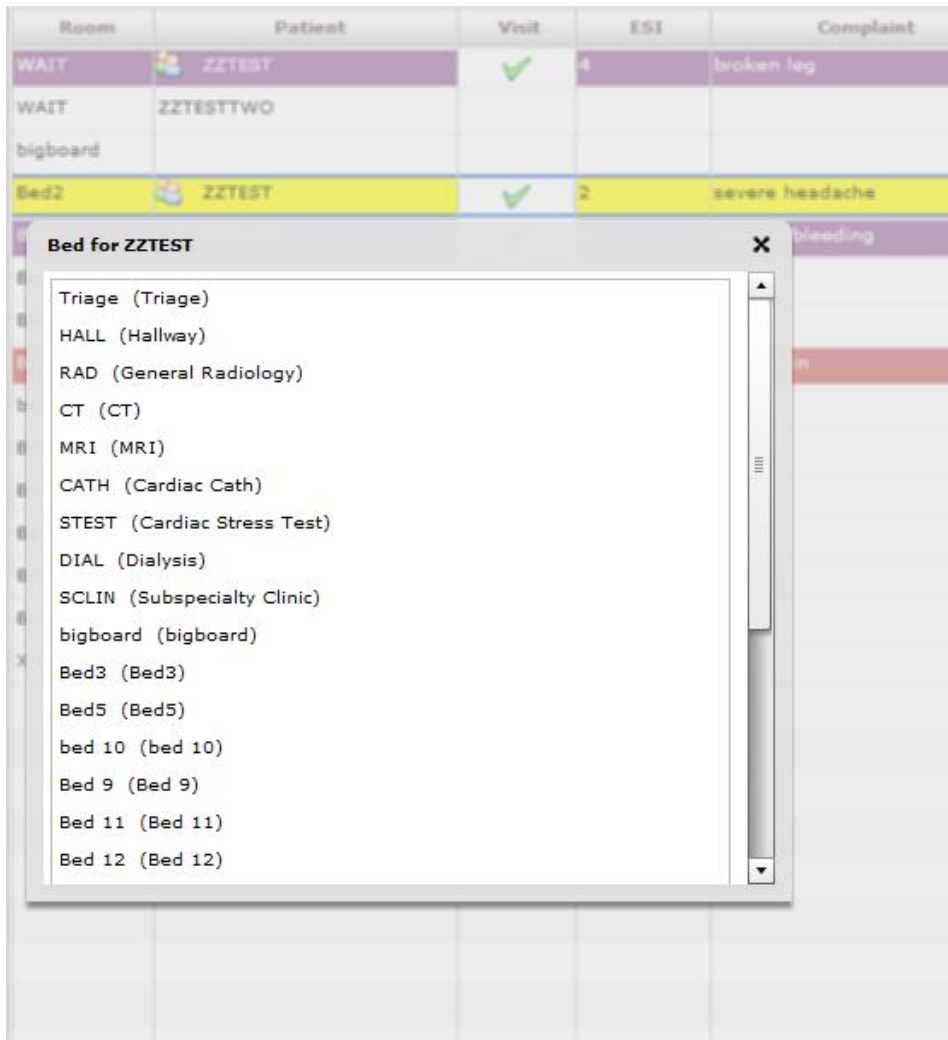 Room Patient Visit ESI Complaint
WAIT ZZTEST 4 broken leg
WAIT ZZTESTTWO
bigboard
Bed2 ZZTEST 2 severe headache
bleeding
Bed for ZZTEST
Triage (Triage)
HALL (Hallway)
RAD (General Radiology)
CT (CT)
MRI (MRI)
CATH (Cardiac Cath)
STEST (Cardiac Stress Test)
DIAL (Dialysis)
SCLIN (Subspecialty Clinic)
bigboard (bigboard)
Bed3 (Bed3)
Bed5 (Bed5)
bed 10 (bed 10)
Bed 9 (Bed 9)
Bed 11 (Bed 11)
Bed 12 (Bed 12)